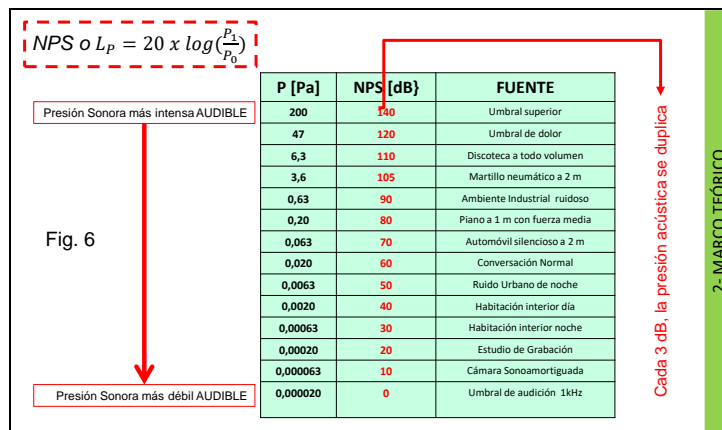 NPS o L_P = 20 x log(P_1/P_0)
P [Pa] NPS [dB} FUENTE
Presión Sonora más intensa AUDIBLE
200 140 Umbral superior
47 120 Umbral de dolor
6,3 110 Discoteca a todo volumen
3,6 105 Martillo neumático a 2 m
0,63 90 Ambiente Industrial ruidoso
0,20 80 Piano a 1 m con fuerza media
Fig. 6
0,063 70 Automóvil silencioso a 2 m
0,020 60 Conversación Normal
0,0063 50 Ruido Urbano de noche
0,0020 40 Habitación interior día
0,00063 30 Habitación interior noche
0,00020 20 Estudio de Grabación
0,000063 10 Cámara Sonoamortiguada
Presión Sonora más débil AUDIBLE
0,000020 0 Umbral de audición 1kHz
Cada 3 dB, la presión acústica se duplica
2- MARCO TEÓRICO